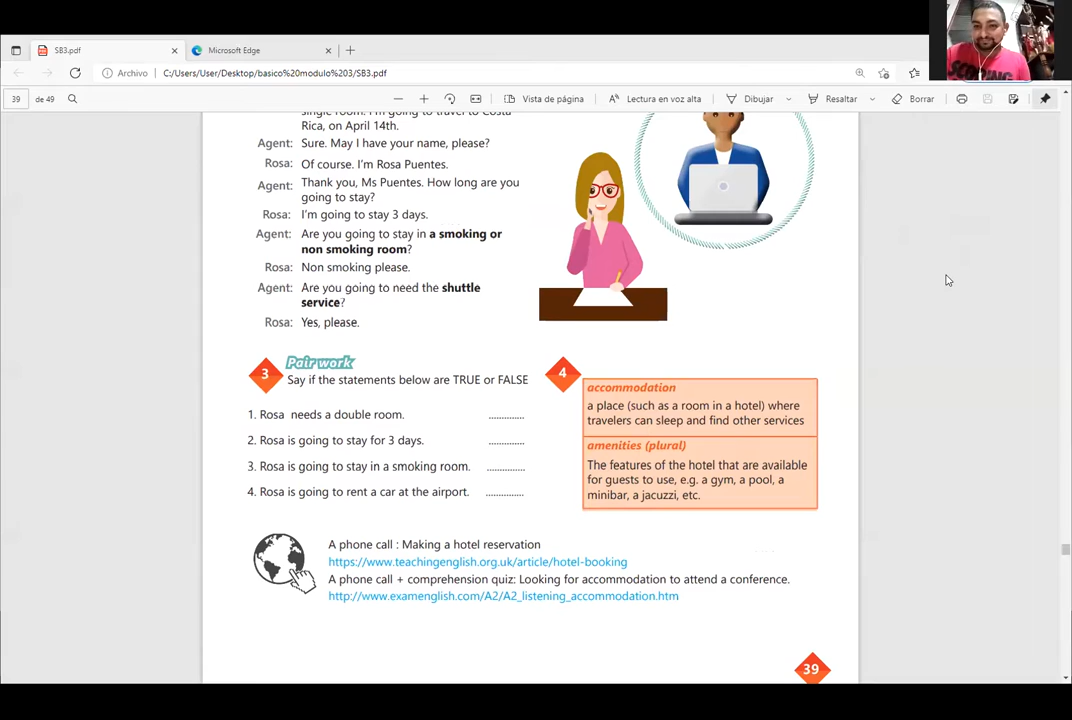 SB3.pdf
Microsoft Edge
Archivo
C:/Users/User/Desktop/basico%20modulo%203/SB3.pdf
39 de 49
Vista de página
Lectura en voz alta
Dibujar
Resaltar
Borrar
single room. I'm going to travel to Costa
Rica, on April 14th.
Agent: Sure. May I have your name, please?
Rosa: Of course. I'm Rosa Puentes.
Agent: Thank you, Ms Puentes. How long are you
going to stay?
Rosa: I'm going to stay 3 days.
Agent: Are you going to stay in a smoking or
non smoking room?
Rosa: Non smoking please.
Agent: Are you going to need the shuttle
service?
Rosa: Yes, please.
3
Pair work
Say if the statements below are TRUE or FALSE
1. Rosa needs a double room. ..............
2. Rosa is going to stay for 3 days. ..............
3. Rosa is going to stay in a smoking room. ..............
4. Rosa is going to rent a car at the airport. ..............
4
accommodation
a place (such as a room in a hotel) where
travelers can sleep and find other services
amenities (plural)
The features of the hotel that are available
for guests to use, e.g. a gym, a pool, a
minibar, a jacuzzi, etc.
A phone call : Making a hotel reservation
https://www.teachingenglish.org.uk/article/hotel-booking
A phone call + comprehension quiz: Looking for accommodation to attend a conference.
http://www.examenglish.com/A2/A2_listening_accommodation.htm
39